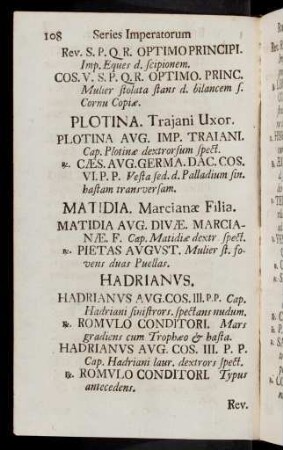 108 Series Imperatorum
Rev. S. P. Q. R. OPTIMO PRINCIPI.
Imp. Eques d. scipionem.
COS. V. S. P. Q. R. OPTIMO. PRINC.
Mulier stolata stans d. bilancem s.
Cornu Copiæ.
PLOTINA. Trajani Uxor.
PLOTINA AVG. IMP. TRAIANI.
Cap. Plotinæ dextrorsum spect.
CÆS. AVG. GERMA. DAC. COS.
VI. P. P. Vesta sed. d. Palladium sin.
hastam transversam.
MATIDIA. Marcianæ Filia.
MATIDIA AVG. DIVÆ. MARCIA-
NÆ. F. Cap. Matidiæ dextr. spect.
PIETAS AVGVST. Mulier st. fo-
vens duas Puellas.
HADRIANVS.
HADRIANVS AVG. COS. III. P. P. Cap.
Hadriani sinistrors. spectans nudum.
ROMVLO CONDITORI. Mars
gradiens cum Trophæo & hasta.
HADRIANVS AVG. COS. III. P. P.
Cap. Hadriani laur. dextrors spect.
ROMVLO CONDITORI. Typus
antecedens.
Rev.